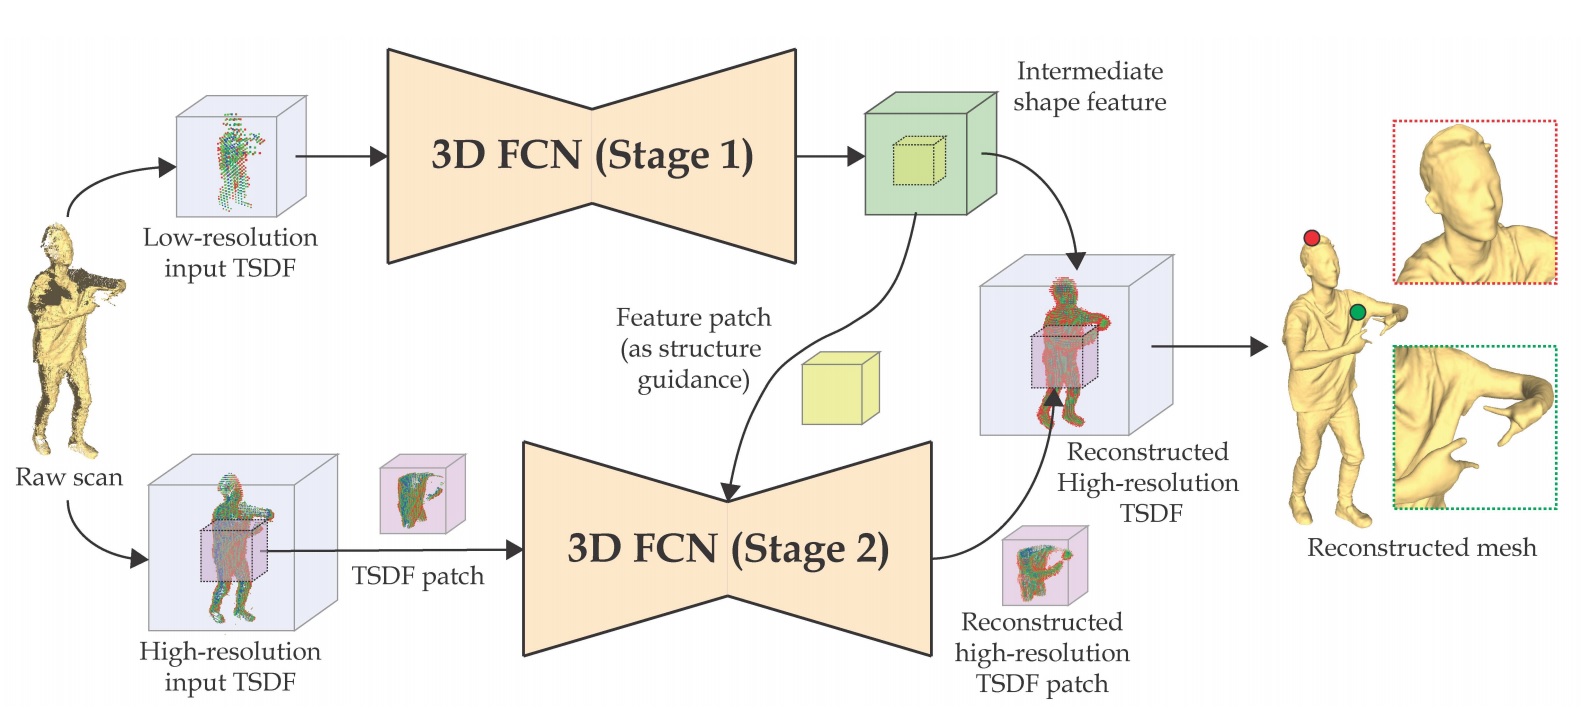 Intermediate
shape feature
3D FCN (Stage 1)
Low-resolution
input TSDF
Feature patch
(as structure
guidance)
Raw scan
Reconstructed
High-resolution
TSDF
3D FCN (Stage 2)
TSDF patch
Reconstructed mesh
High-resolution
input TSDF
Reconstructed
high-resolution
TSDF patch